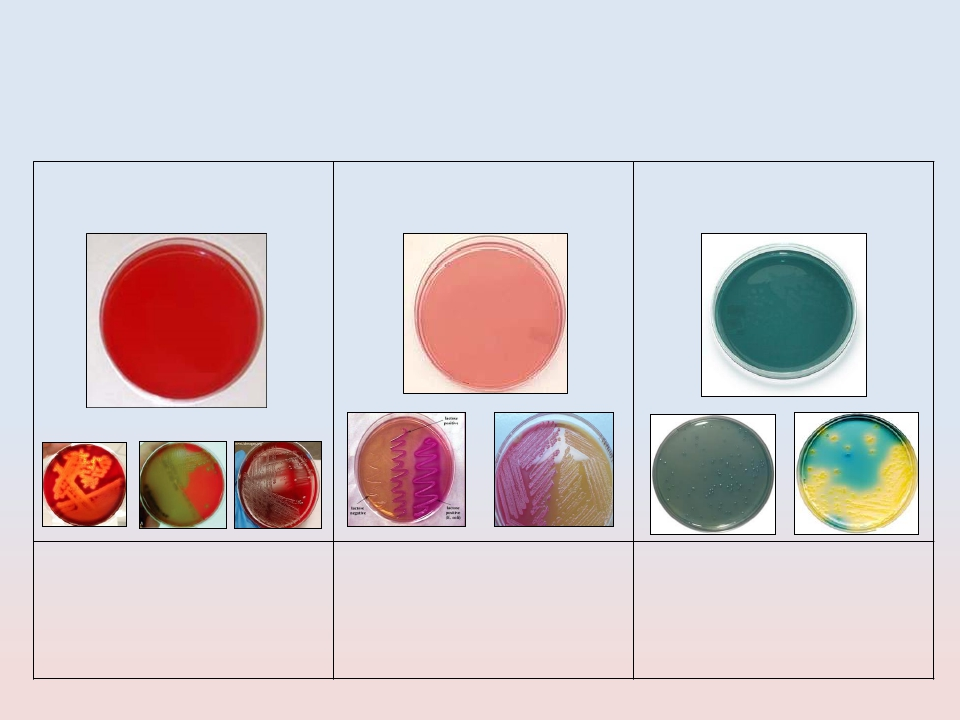 lactose
positive
lactose
negative
lactose
positive
(E. coli)